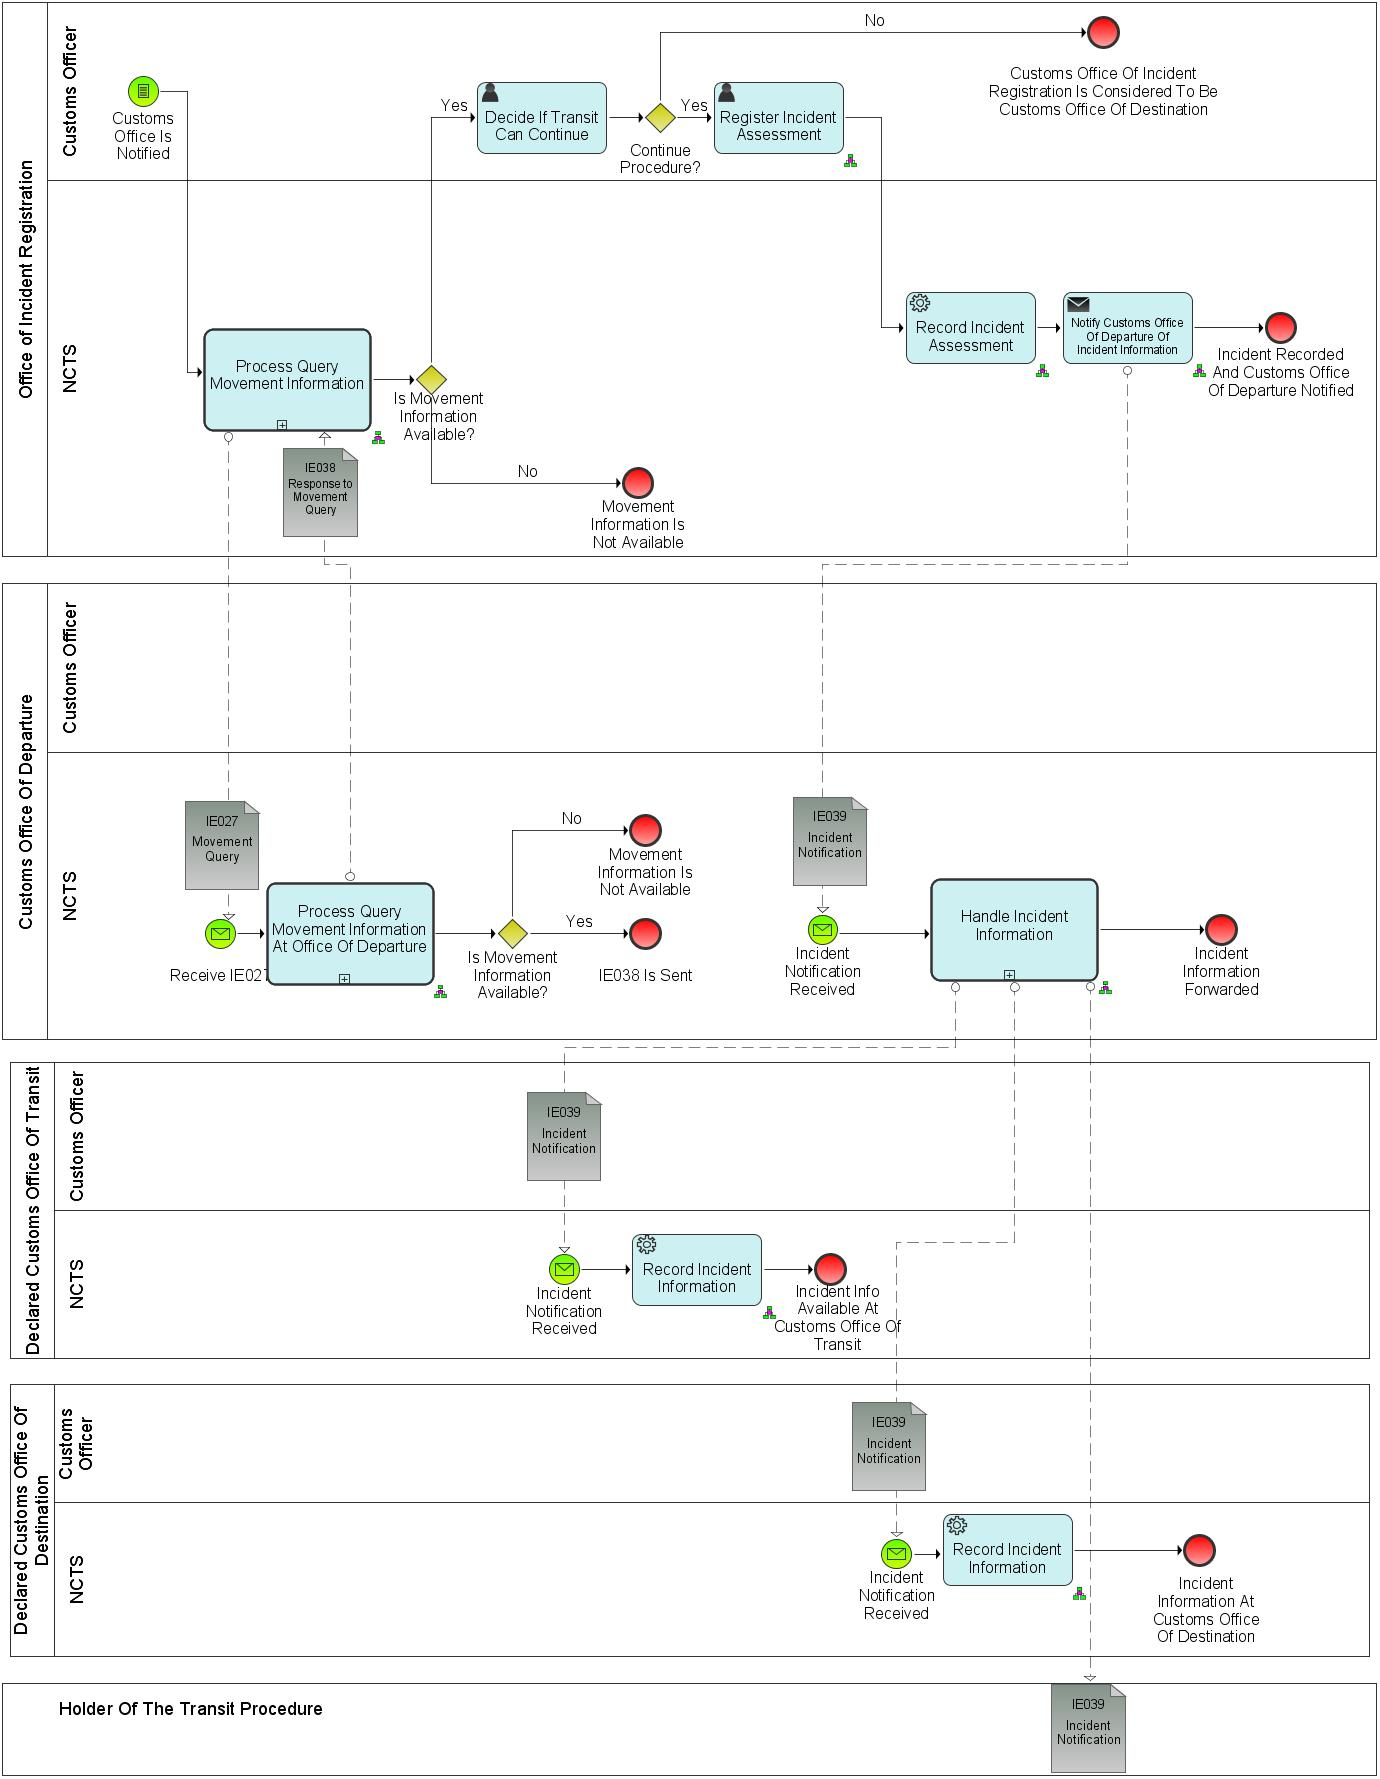 Office of Incident Registration
Customs Officer
Customs
Office Is
Notified
Yes
Decide If Transit
Can Continue
Continue
Procedure?
No
Yes
Register Incident
Assessment
Customs Office Of Incident
Registration Is Considered To Be
Customs Office Of Destination
NCTS
Process Query
Movement Information
Is Movement
Information
Available?
No
Movement
Information Is
Not Available
IE038
Response to
Movement
Query
Record Incident
Assessment
Notify Customs Office
Of Departure Of
Incident Information
Incident Recorded
And Customs Office
Of Departure Notified
Customs Office Of Departure
Customs Officer
NCTS
IE027
Movement
Query
Receive IE027
Process Query
Movement Information
At Office Of Departure
Is Movement
Information
Available?
No
Movement
Information Is
Not Available
Yes
IE038 Is Sent
IE039
Incident
Notification
Incident
Notification
Received
Handle Incident
Information
Incident
Information
Forwarded
Declared Customs Office Of Transit
Customs Officer
IE039
Incident
Notification
NCTS
Incident
Notification
Received
Record Incident
Information
Incident Info
Available At
Customs Office Of
Transit
Declared Customs Office Of
Destination
Customs
Officer
IE039
Incident
Notification
NCTS
Incident
Notification
Received
Record Incident
Information
Incident
Information At
Customs Office
Of Destination
Holder Of The Transit Procedure
IE039
Incident
Notification